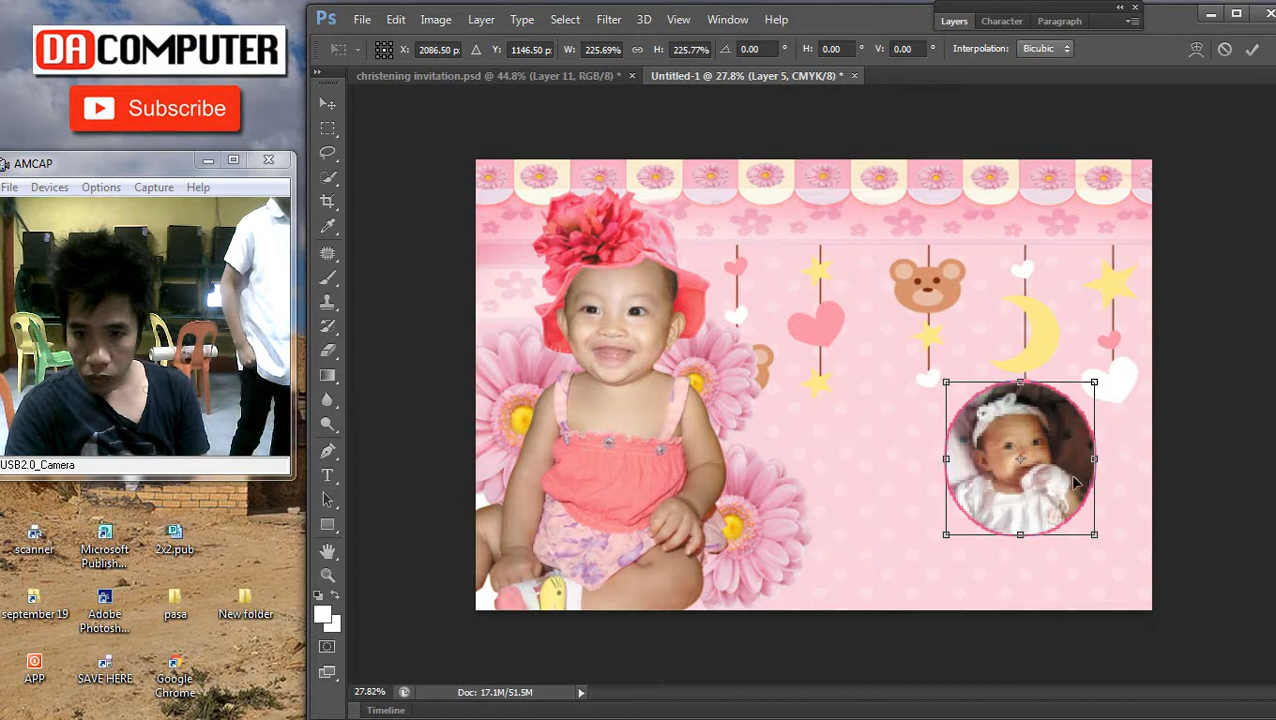 DA COMPUTER
Subscribe
AMCAP
File Devices Options Capture Help
USB2.0_Camera
scanner
Microsoft Publish...
2x2.pub
september 19
Adobe Photosh...
pasa
New folder
APP
SAVE HERE
Google Chrome
Ps File Edit Image Layer Type Select Filter 3D View Window Help
Layers Character Paragraph
X: 2086.50 p: Y: 1146.50 p: W: 225.69% H: 225.77% 0.00 ° H: 0.00 ° V: 0.00 ° Interpolation: Bicubic
christening invitation.psd @ 44.8% (Layer 11, RGB/8) * × Untitled-1 @ 27.8% (Layer 5, CMYK/8) * ×
27.82% Doc: 17.1M/51.5M
Timeline